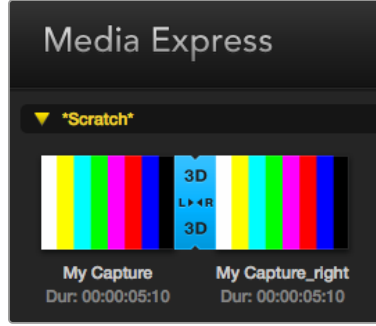 Media Express
*Scratch*
3D
L▶◀R
3D
My Capture
My Capture_right
Dur: 00:00:05:10
Dur: 00:00:05:10